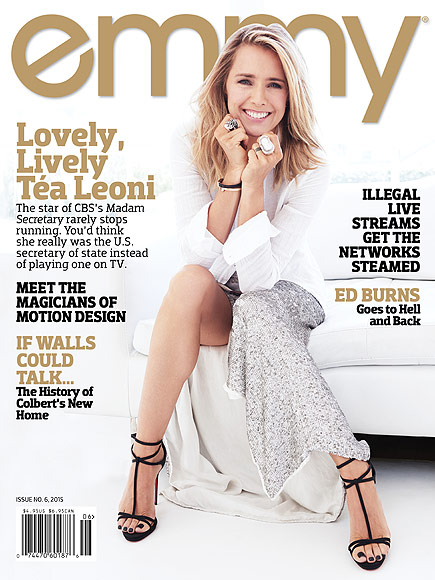 emmy®
Lovely,
Lively
Téa Leoni
The star of CBS's Madam
Secretary rarely stops
running. You'd think
she really was the U.S.
secretary of state instead
of playing one on TV.
MEET THE
MAGICIANS OF
MOTION DESIGN
IF WALLS
COULD
TALK...
The History of
Colbert's New
Home
ILLEGAL
LIVE
STREAMS
GET THE
NETWORKS
STEAMED
ED BURNS
Goes to Hell
and Back
ISSUE NO. 6, 2015
$4.95US $6.95CAN
06>
0 74470 60187 6